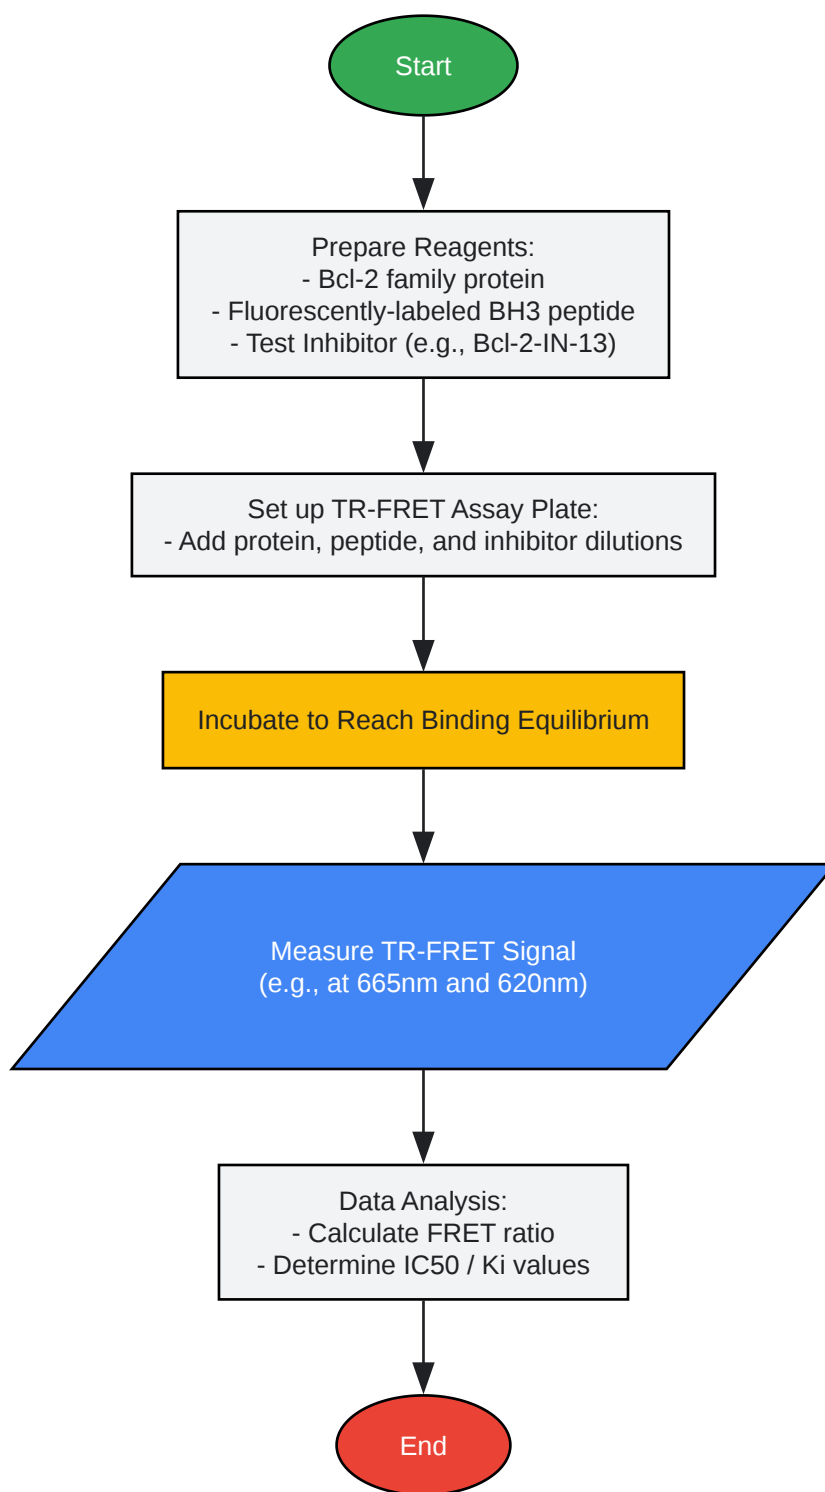 Start
Prepare Reagents:
- Bcl-2 family protein
- Fluorescently-labeled BH3 peptide
- Test Inhibitor (e.g., Bcl-2-IN-13)
Set up TR-FRET Assay Plate:
- Add protein, peptide, and inhibitor dilutions
Incubate to Reach Binding Equilibrium
Measure TR-FRET Signal
(e.g., at 665nm and 620nm)
Data Analysis:
- Calculate FRET ratio
- Determine IC50 / Ki values
End